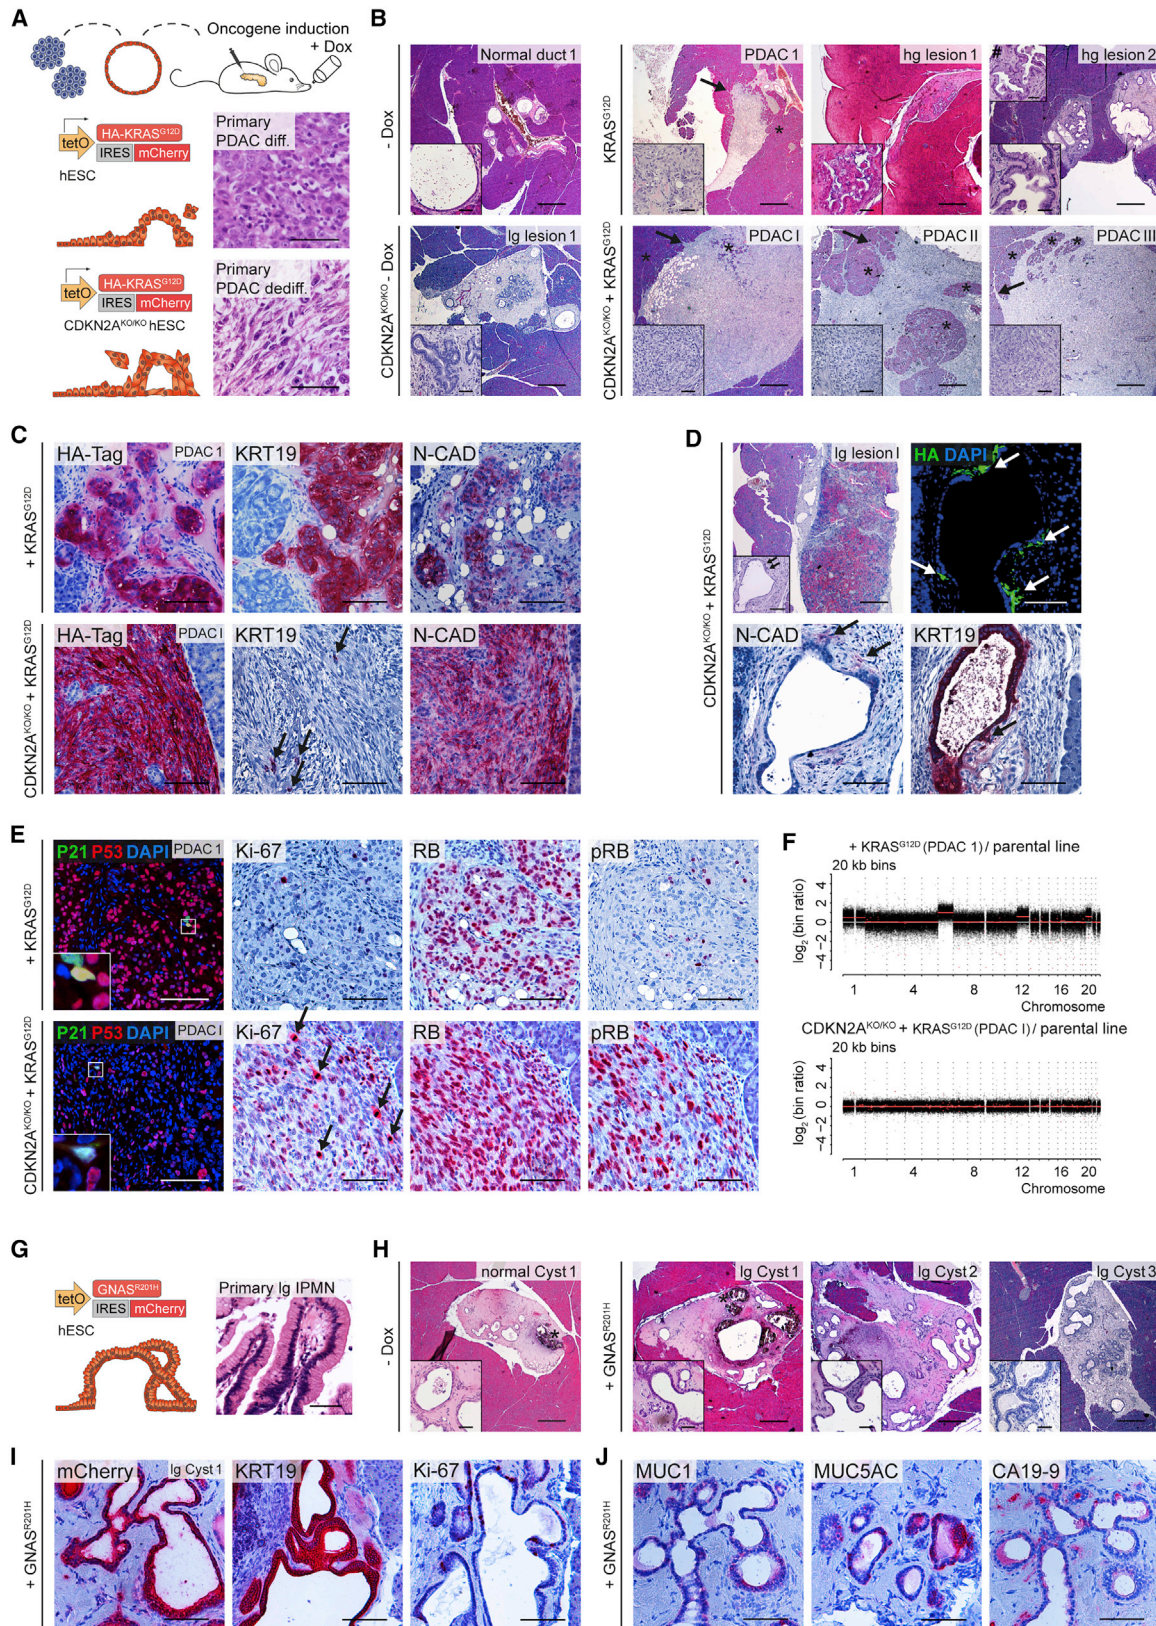 A
Oncogene induction
+ Dox
tetO
HA-KRASG12D
IRES mCherry
hESC
Primary
PDAC diff.
tetO
HA-KRASG12D
IRES mCherry
CDKN2AKO/KO hESC
Primary
PDAC dediff.
B
- Dox
Normal duct 1
KRASG12D
PDAC 1
*
hg lesion 1
#
hg lesion 2
CDKN2AKO/KO - Dox
lg lesion 1
CDKN2AKO/KO + KRASG12D
PDAC I
* *
PDAC II
* * *
PDAC III
* * *
C
+ KRASG12D
HA-Tag
PDAC 1
KRT19
N-CAD
CDKN2AKO/KO + KRASG12D
HA-Tag
PDAC I
KRT19
N-CAD
D
CDKN2AKO/KO + KRASG12D
lg lesion I
HA DAPI
N-CAD
KRT19
E
+ KRASG12D
P21 P53 DAPI
PDAC 1
Ki-67
RB
pRB
CDKN2AKO/KO + KRASG12D
P21 P53 DAPI
PDAC I
Ki-67
RB
pRB
F
+ KRASG12D (PDAC 1) / parental line
20 kb bins
log2 (bin ratio)
4
2
0
−2
−4
1 4 8 12 16 20
Chromosome
CDKN2AKO/KO + KRASG12D (PDAC I) / parental line
20 kb bins
log2 (bin ratio)
4
2
0
−2
−4
1 4 8 12 16 20
Chromosome
G
tetO
GNASR201H
IRES mCherry
hESC
Primary lg IPMN
H
- Dox
normal Cyst 1
*
+ GNASR201H
lg Cyst 1
* *
lg Cyst 2
lg Cyst 3
I
+ GNASR201H
mCherry
lg Cyst 1
KRT19
Ki-67
J
+ GNASR201H
MUC1
MUC5AC
CA19-9